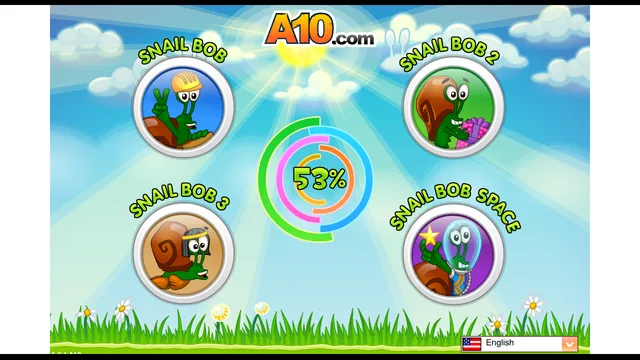 A10.com
SNAIL BOB
SNAIL BOB 2
53%
SNAIL BOB 3
SNAIL BOB SPACE
English